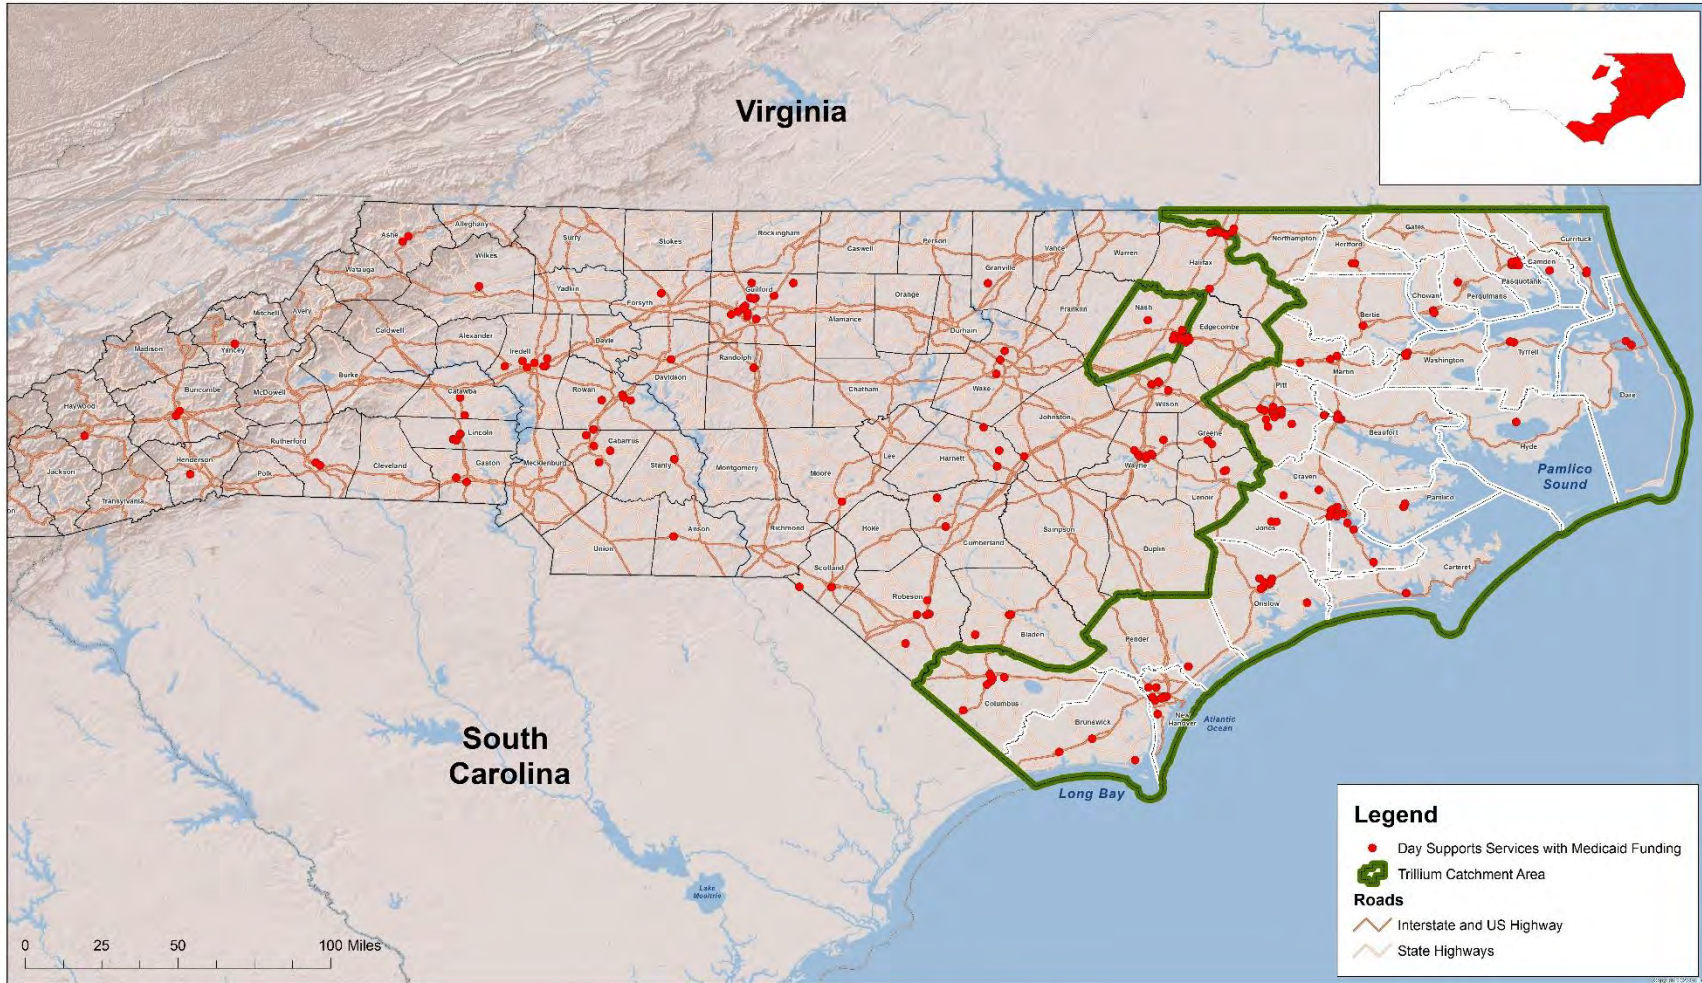 Virginia
Alleghany
Ashe
Surry
Stokes
Rockingham
Caswell
Person
Vance
Warren
Northampton
Gates
Hertford
Currituck
Camden
Pasquotank
Perquimans
Chowan
Halifax
Granville
Wilkes
Watauga
Yadkin
Forsyth
Guilford
Orange
Alamance
Durham
Franklin
Nash
Edgecombe
Bertie
Mitchell
Avery
Caldwell
Alexander
Iredell
Davie
Randolph
Davidson
Chatham
Wake
Martin
Washington
Tyrrell
Dare
Madison
Yancey
Burke
McDowell
Buncombe
Haywood
Catawba
Rowan
Johnston
Wilson
Pitt
Greene
Beaufort
Hyde
Pamlico
Sound
Rutherford
Lincoln
Cabarrus
Lee
Harnett
Wayne
Jackson
Henderson
Polk
Cleveland
Gaston
Mecklenburg
Stanly
Montgomery
Moore
Lenoir
Craven
Pamlico
Transylvania
on
Union
Anson
Richmond
Hoke
Cumberland
Sampson
Duplin
Jones
Carteret
Scotland
Robeson
Bladen
Pender
Onslow
Columbus
Brunswick
New
Hanover
Atlantic
Ocean
South
Carolina
Long Bay
Lake
Moultrie
0 25 50 100 Miles
Legend
Day Supports Services with Medicaid Funding
Trillium Catchment Area
Roads
Interstate and US Highway
State Highways